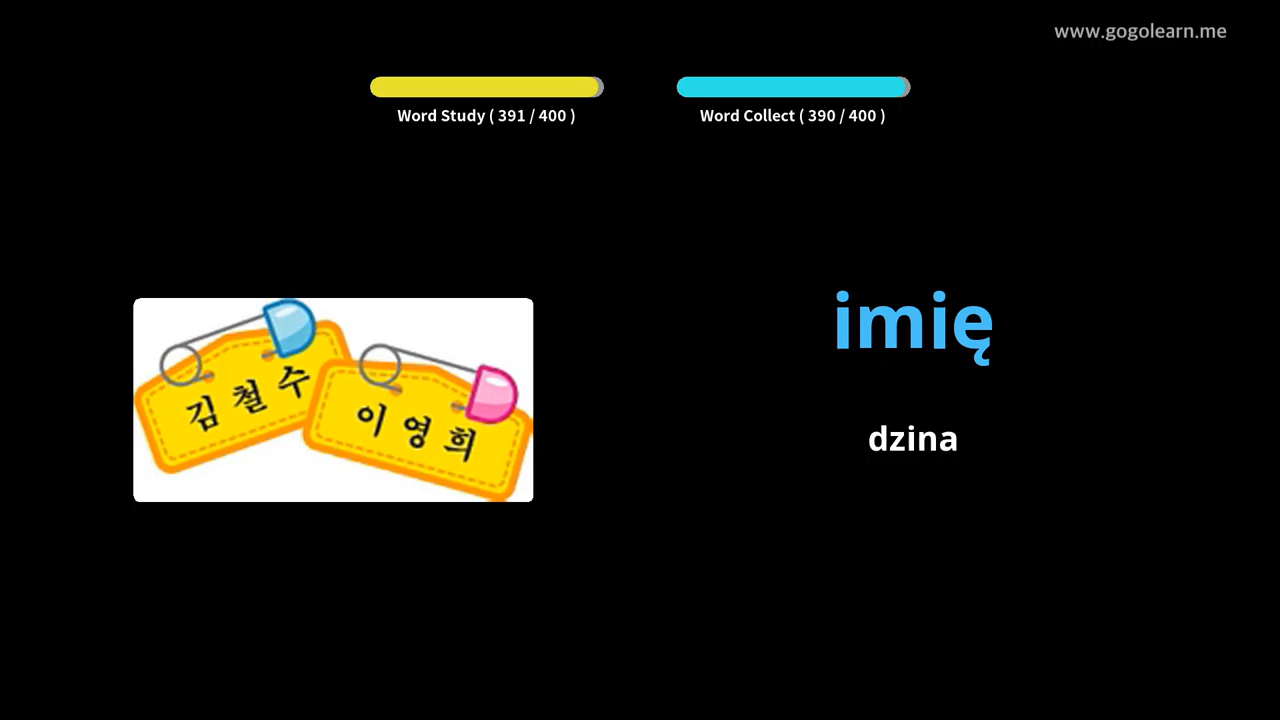 www.gogolearn.me
Word Study ( 391 / 400 )
Word Collect ( 390 / 400 )
김철수
이영희
imię
dzina